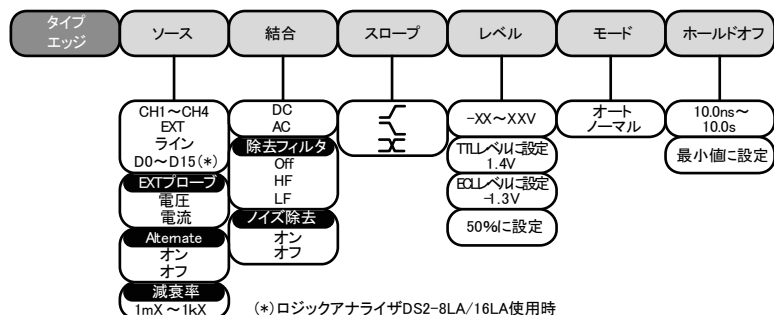 タイプ
エッジ
ソース
結合
スロープ
レベル
モード
ホールドオフ
CH1～CH4
EXT
ライン
D0～D15(*)
EXTプローブ
電圧
電流
Alternate
オン
オフ
減衰率
1mX～1kX
DC
AC
除去フィルタ
Off
HF
LF
ノイズ除去
オン
オフ
-XX～XXV
TTLレベルに設定
1.4V
ECLレベルに設定
-1.3V
50%に設定
オート
ノーマル
10.0ns～
10.0s
最小値に設定
(*)ロジックアナライザDS2-8LA/16LA使用時